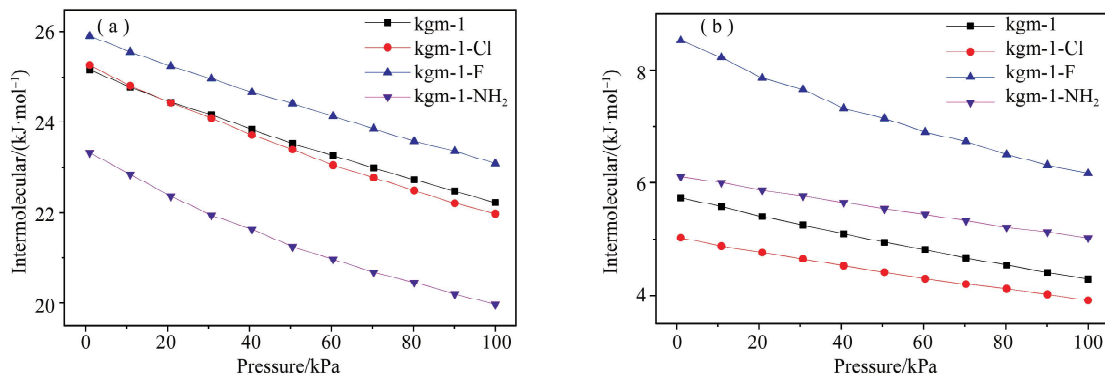 ( a )
kgm-1
kgm-1-Cl
kgm-1-F
kgm-1-NH₂
26
24
22
20
Intermolecular/(kJ·mol⁻¹)
0 20 40 60 80 100
Pressure/kPa
( b )
kgm-1
kgm-1-Cl
kgm-1-F
kgm-1-NH₂
8
6
4
Intermolecular/(kJ·mol⁻¹)
0 20 40 60 80 100
Pressure/kPa